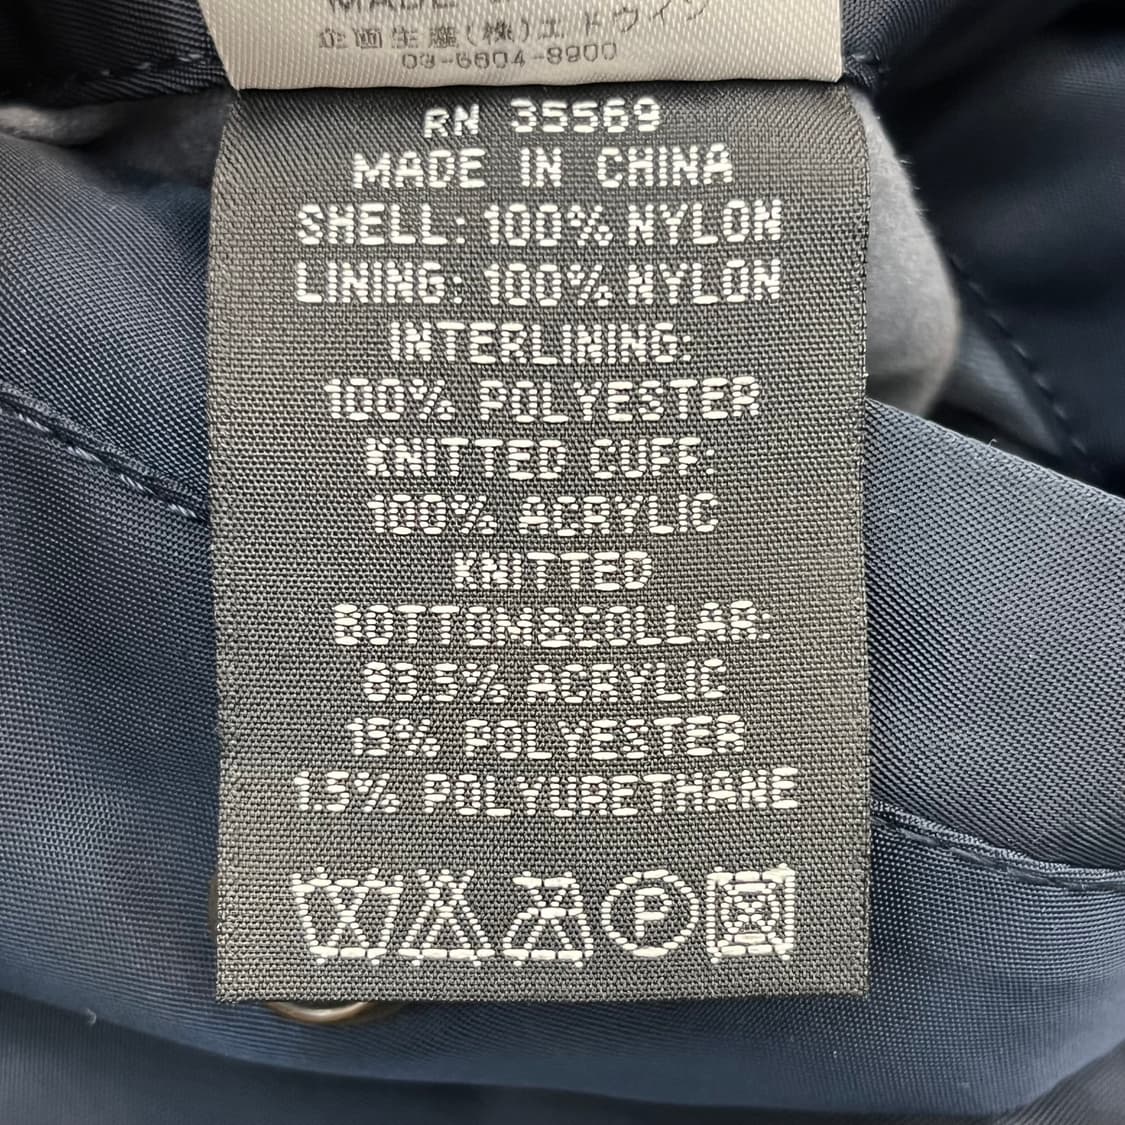 MADE
企画生産(株)エドウイン
03-6604-8900
RN 35569
MADE IN CHINA
SHELL: 100% NYLON
LINING: 100% NYLON
INTERLINING:
100% POLYESTER
KNITTED CUFF:
100% ACRYLIC
KNITTED
BOTTOM&COLLAR:
83.5% ACRYLIC
15% POLYESTER
1.5% POLYURETHANE
P